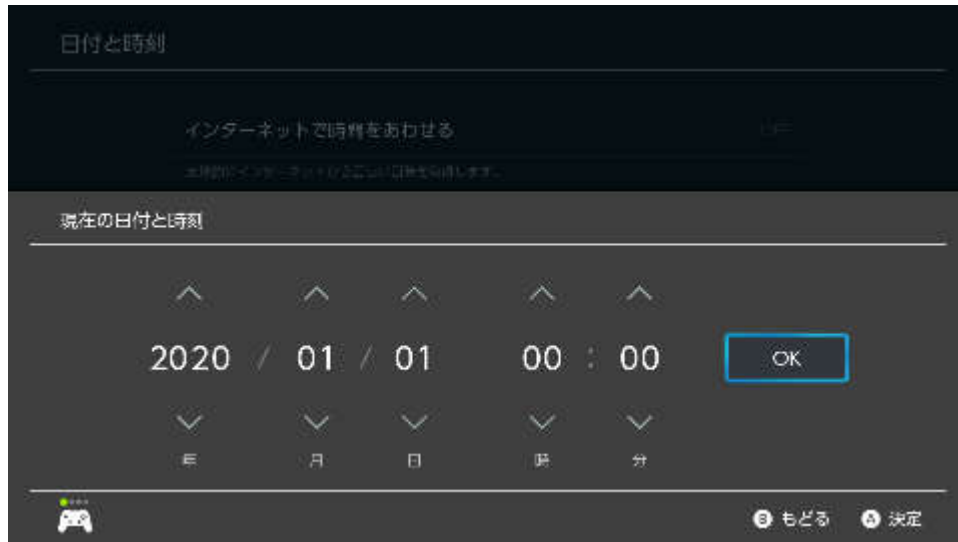 日付と時刻
インターネットで時刻をあわせる
現在の日付と時刻
2020 / 01 / 01 00 : 00 OK
年 月 日 時 分
B もどる A 決定